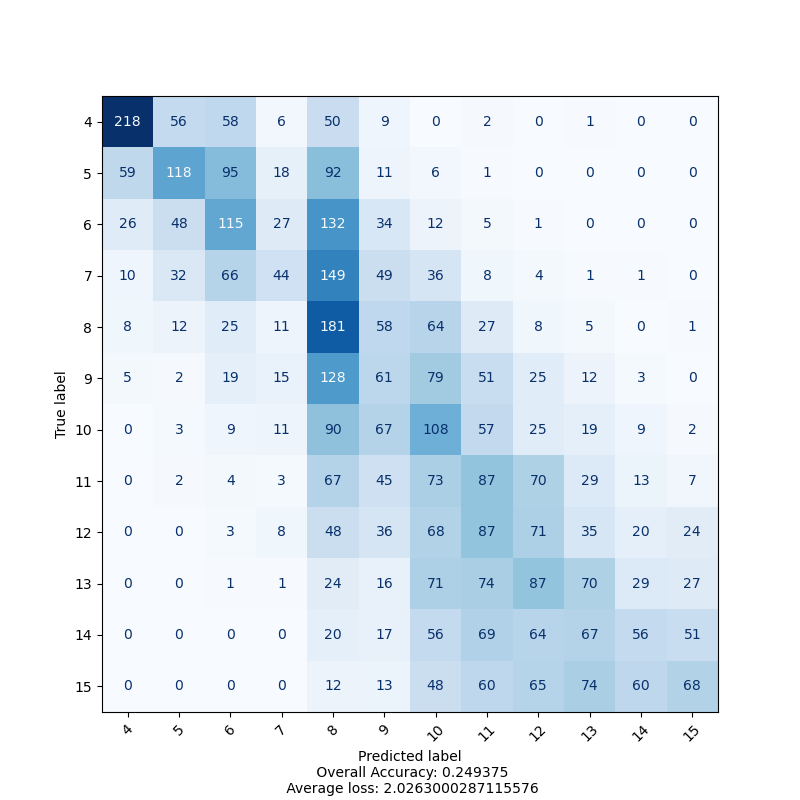 4 218 56 58 6 50 9 0 2 0 1 0 0
5 59 118 95 18 92 11 6 1 0 0 0 0
6 26 48 115 27 132 34 12 5 1 0 0 0
7 10 32 66 44 149 49 36 8 4 1 1 0
8 8 12 25 11 181 58 64 27 8 5 0 1
9 5 2 19 15 128 61 79 51 25 12 3 0
True label
10 0 3 9 11 90 67 108 57 25 19 9 2
11 0 2 4 3 67 45 73 87 70 29 13 7
12 0 0 3 8 48 36 68 87 71 35 20 24
13 0 0 1 1 24 16 71 74 87 70 29 27
14 0 0 0 0 20 17 56 69 64 67 56 51
15 0 0 0 0 12 13 48 60 65 74 60 68
4 5 6 7 8 9 10 11 12 13 14 15
Predicted label
Overall Accuracy: 0.249375
Average loss: 2.0263000287115576